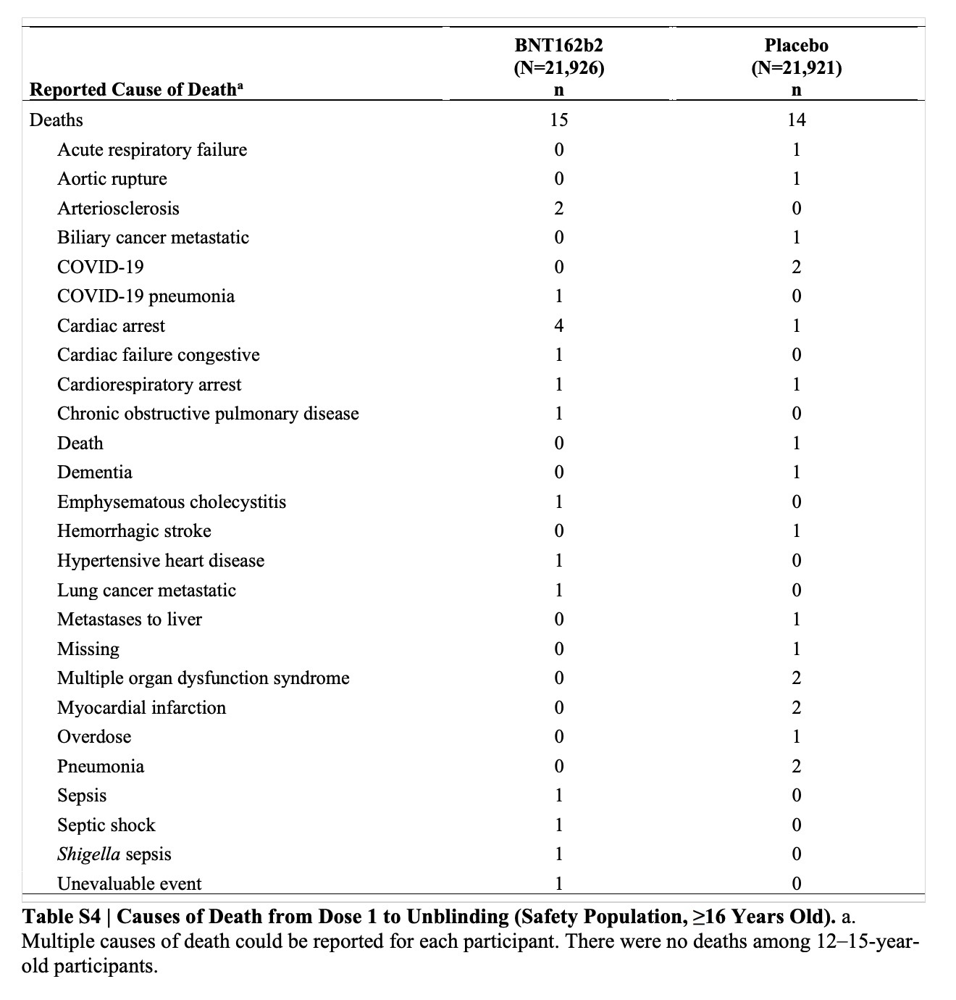 BNT162b2 Placebo
(N=21,926) (N=21,921)
Reported Cause of Deathᵃ n n
Deaths 15 14
Acute respiratory failure 0 1
Aortic rupture 0 1
Arteriosclerosis 2 0
Biliary cancer metastatic 0 1
COVID-19 0 2
COVID-19 pneumonia 1 0
Cardiac arrest 4 1
Cardiac failure congestive 1 0
Cardiorespiratory arrest 1 1
Chronic obstructive pulmonary disease 1 0
Death 0 1
Dementia 0 1
Emphysematous cholecystitis 1 0
Hemorrhagic stroke 0 1
Hypertensive heart disease 1 0
Lung cancer metastatic 1 0
Metastases to liver 0 1
Missing 0 1
Multiple organ dysfunction syndrome 0 2
Myocardial infarction 0 2
Overdose 0 1
Pneumonia 0 2
Sepsis 1 0
Septic shock 1 0
Shigella sepsis 1 0
Unevaluable event 1 0
Table S4 | Causes of Death from Dose 1 to Unblinding (Safety Population, ≥16 Years Old). a.
Multiple causes of death could be reported for each participant. There were no deaths among 12–15-year-
old participants.